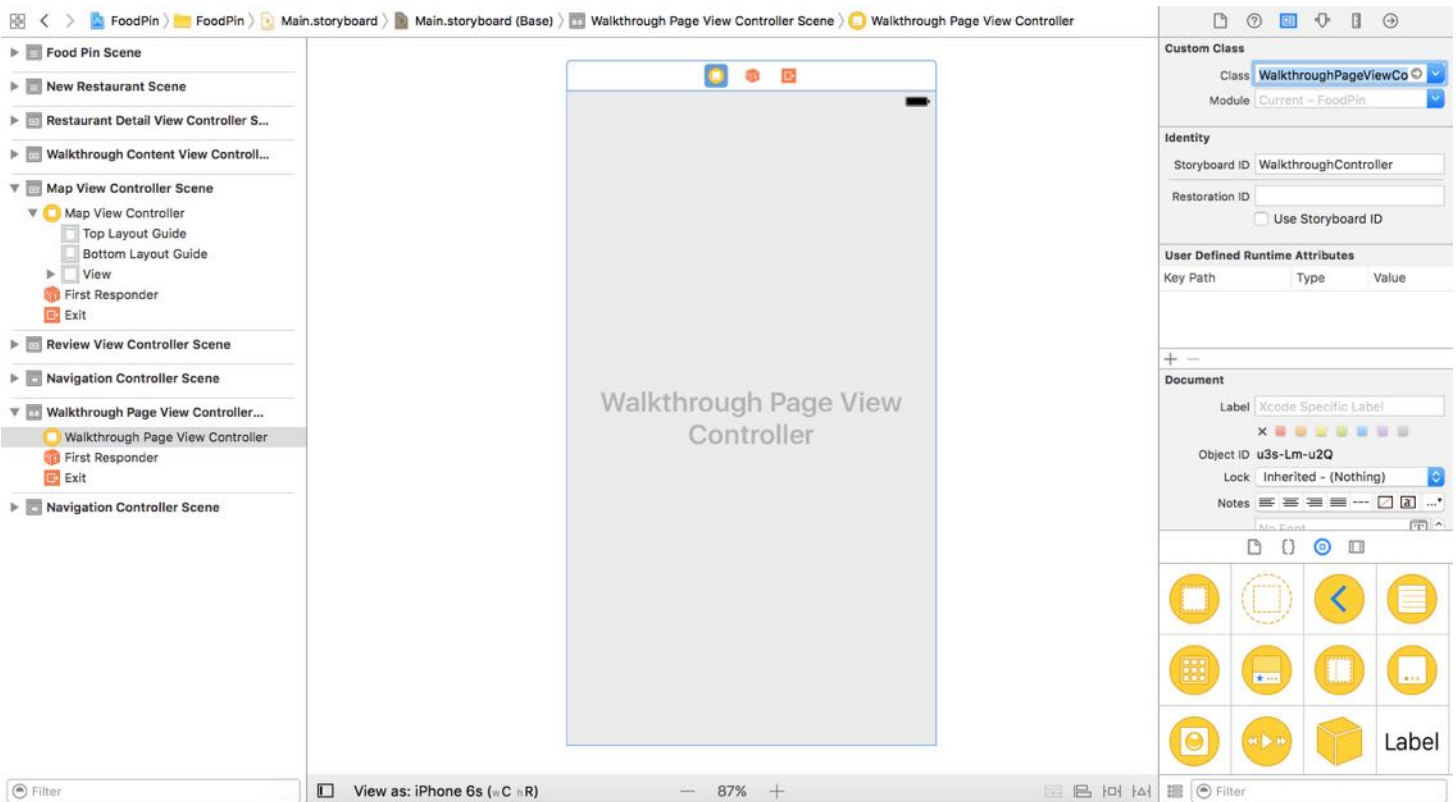 FoodPin
FoodPin
Main.storyboard
Main.storyboard (Base)
Walkthrough Page View Controller Scene
Walkthrough Page View Controller
Food Pin Scene
New Restaurant Scene
Restaurant Detail View Controller S...
Walkthrough Content View Controll...
Map View Controller Scene
Map View Controller
Top Layout Guide
Bottom Layout Guide
View
First Responder
Exit
Review View Controller Scene
Navigation Controller Scene
Walkthrough Page View Controller...
Walkthrough Page View Controller
First Responder
Exit
Navigation Controller Scene
Filter
Walkthrough Page View
Controller
View as: iPhone 6s (wC hR)
87%
Custom Class
Class WalkthroughPageViewCo
Module Current – FoodPin
Identity
Storyboard ID WalkthroughController
Restoration ID
Use Storyboard ID
User Defined Runtime Attributes
Key Path Type Value
Document
Label Xcode Specific Label
Object ID u3s-Lm-u2Q
Lock Inherited - (Nothing)
Notes
No Font
Label
Filter